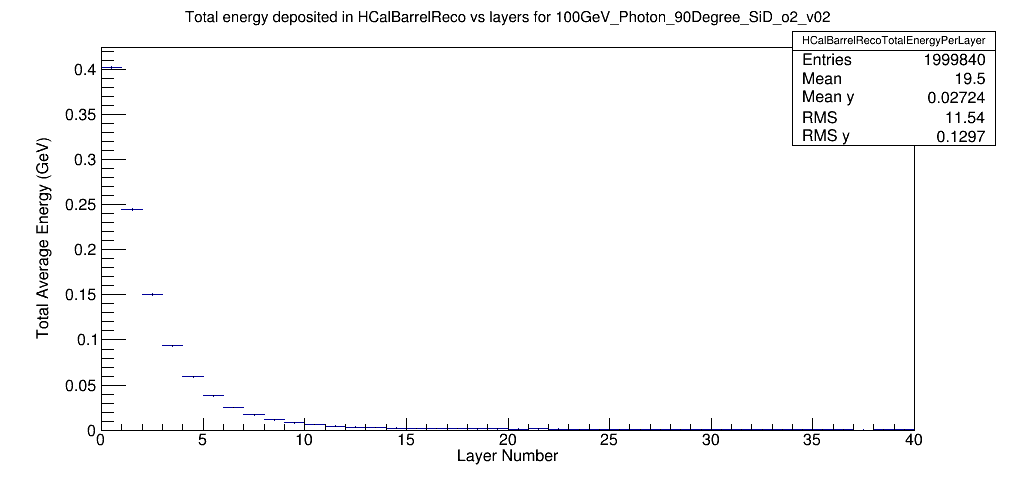 Total energy deposited in HCalBarrelReco vs layers for 100GeV_Photon_90Degree_SiD_o2_v02
HCalBarrelRecoTotalEnergyPerLayer
Entries 1999840
Mean 19.5
Mean y 0.02724
RMS 11.54
RMS y 0.1297
Total Average Energy (GeV)
0.4
0.35
0.3
0.25
0.2
0.15
0.1
0.05
0
0 5 10 15 20 25 30 35 40
Layer Number